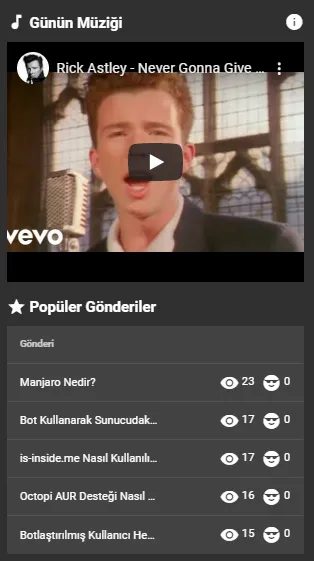 Günün Müziği
Rick Astley - Never Gonna Give ...
vevo
Popüler Gönderiler
Gönderi
Manjaro Nedir? 23 0
Bot Kullanarak Sunucudak... 17 0
is-inside.me Nasıl Kullanılı... 17 0
Octopi AUR Desteği Nasıl ... 16 0
Botlaştırılmış Kullanıcı He... 15 0